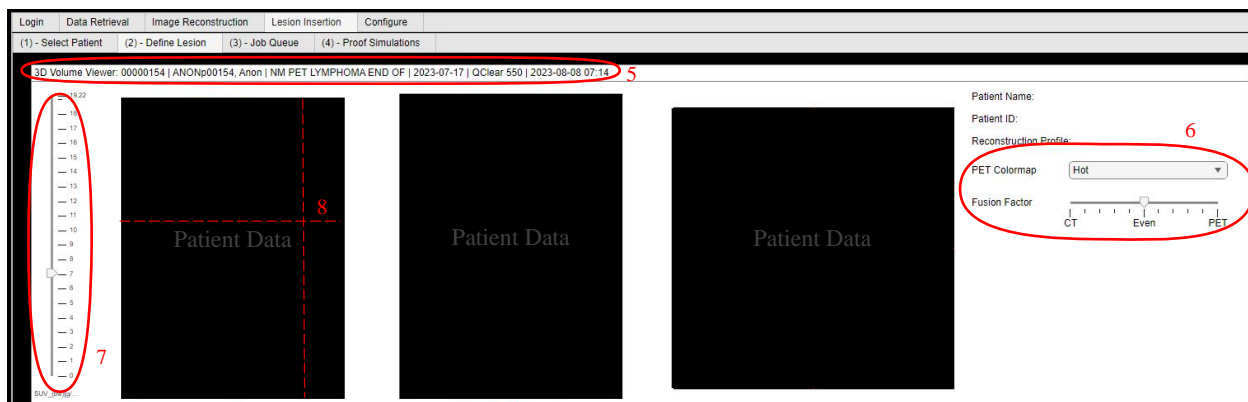 Login Data Retrieval Image Reconstruction Lesion Insertion Configure
(1) - Select Patient (2) - Define Lesion (3) - Job Queue (4) - Proof Simulations
3D Volume Viewer: 00000154 | ANONp00154, Anon | NM PET LYMPHOMA END OF | 2023-07-17 | QClear 550 | 2023-08-08 07:14
5
19.22
18
17
16
15
14
13
12
11
10
9
8
7
6
5
4
3
2
1
0
7
8
Patient Data
Patient Data
Patient Data
Patient Name:
Patient ID:
Reconstruction Profile:
6
PET Colormap Hot
Fusion Factor
CT Even PET